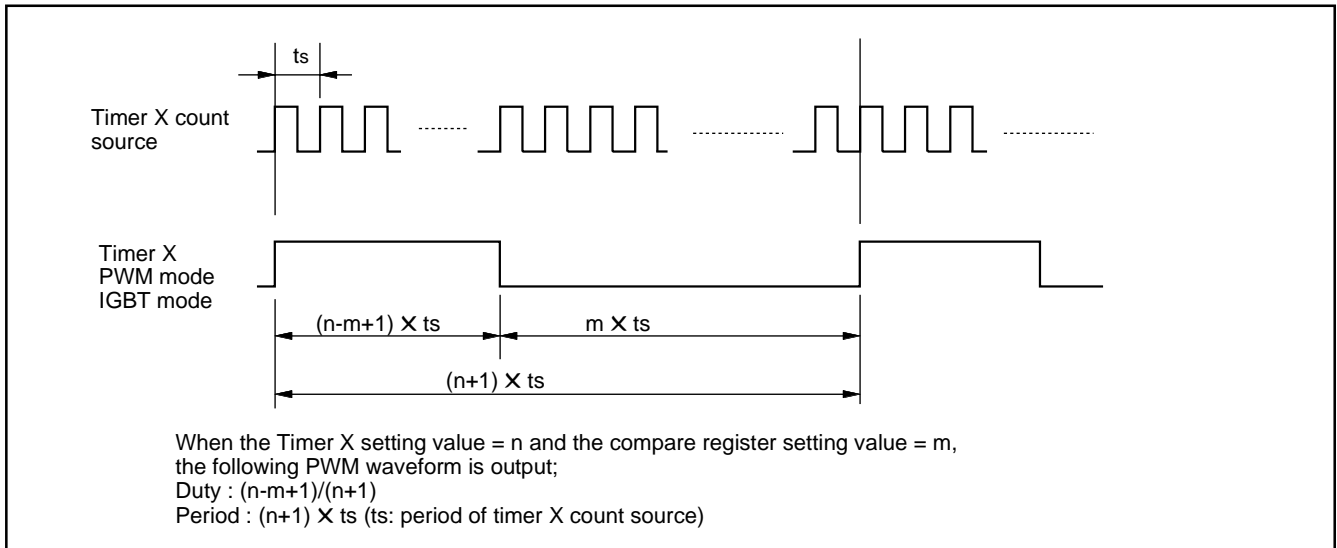 ts
Timer X count
source
Timer X
PWM mode
IGBT mode
(n-m+1) X ts
m X ts
(n+1) X ts
When the Timer X setting value = n and the compare register setting value = m,
the following PWM waveform is output;
Duty : (n-m+1)/(n+1)
Period : (n+1) X ts (ts: period of timer X count source)